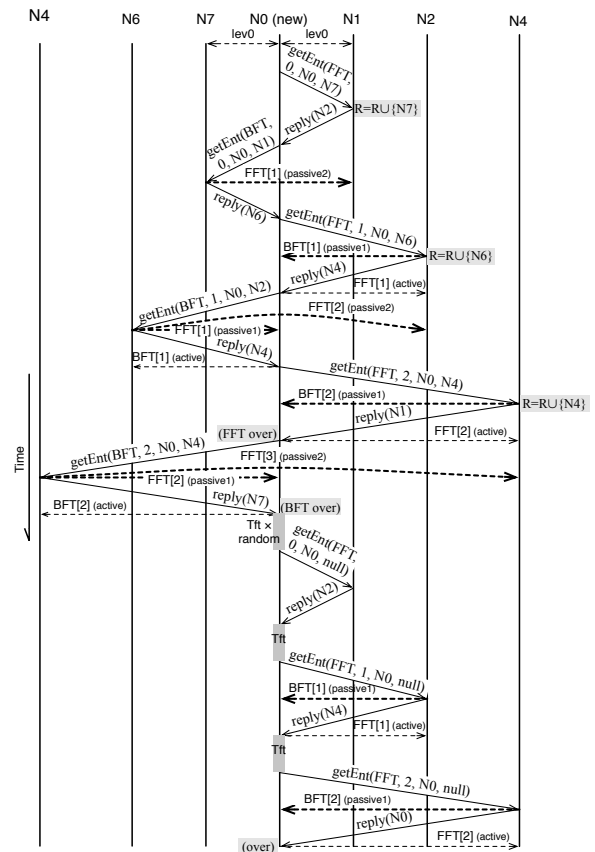 N4 N6 N7 N0 (new) N1 N2 N4
lev0 lev0
getEnt(FFT,
0, N0, N7)
R=R∪{N7}
reply(N2)
getEnt(BFT,
0, N0, N1)
FFT[1] (passive2)
reply(N6)
getEnt(FFT, 1, N0, N6)
BFT[1] (passive1)
R=R∪{N6}
reply(N4)
FFT[1] (active)
getEnt(BFT, 1, N0, N2)
FFT[2] (passive2)
FFT[1] (passive1)
reply(N4)
BFT[1] (active)
getEnt(FFT, 2, N0, N4)
BFT[2] (passive1)
R=R∪{N4}
reply(N1)
(FFT over)
FFT[2] (active)
getEnt(BFT, 2, N0, N4)
FFT[3] (passive2)
FFT[2] (passive1)
reply(N7)
BFT[2] (active)
(BFT over)
Time
Tft ×
random
getEnt(FFT,
0, N0, null)
reply(N2)
Tft
getEnt(FFT, 1, N0, null)
BFT[1] (passive1)
reply(N4)
FFT[1] (active)
Tft
getEnt(FFT, 2, N0, null)
BFT[2] (passive1)
reply(N0)
FFT[2] (active)
(over)